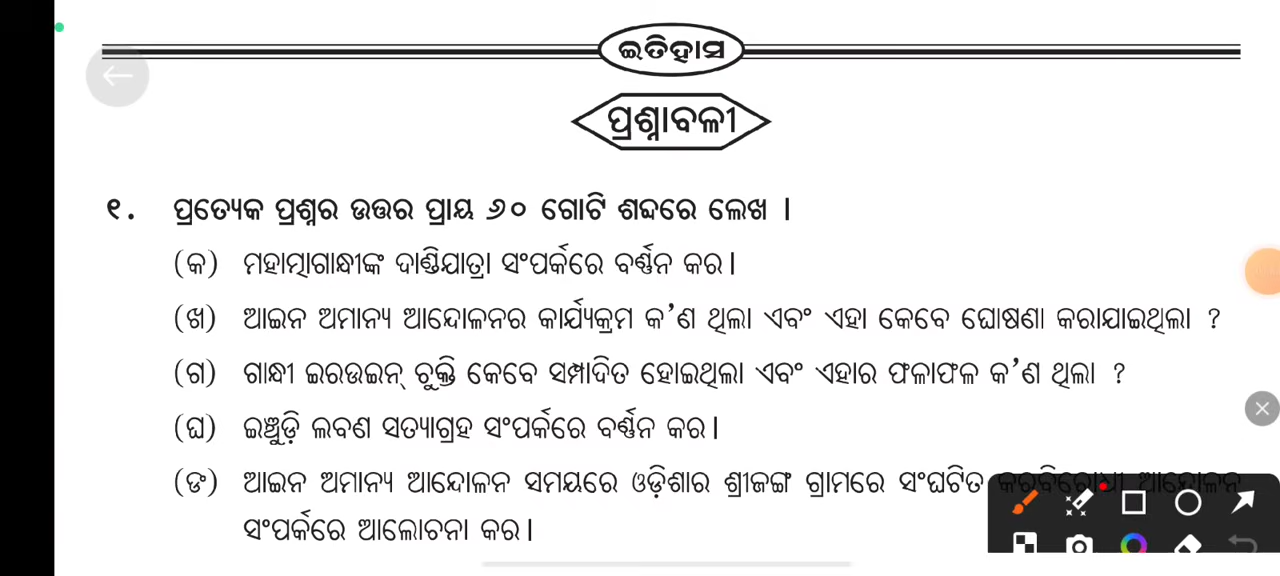 ଇତିହାସ
ପ୍ରଶ୍ନାବଳୀ
୧. ପ୍ରତ୍ୟେକ ପ୍ରଶ୍ନର ଉତ୍ତର ପ୍ରାୟ ୬୦ ଗୋଟି ଶବ୍ଦରେ ଲେଖ ।
(କ) ମହାତ୍ମାଗାନ୍ଧୀଙ୍କ ଦାଣ୍ଡିଯାତ୍ରା ସଂପର୍କରେ ବର୍ଣ୍ଣନ କର।
(ଖ) ଆଇନ ଅମାନ୍ୟ ଆନ୍ଦୋଳନର କାର୍ଯ୍ୟକ୍ରମ କ'ଣ ଥିଲା ଏବଂ ଏହା କେବେ ଘୋଷଣା କରାଯାଇଥିଲା ?
(ଗ) ଗାନ୍ଧୀ ଇରଉଇନ୍ ଚୁକ୍ତି କେବେ ସମ୍ପାଦିତ ହୋଇଥିଲା ଏବଂ ଏହାର ଫଳାଫଳ କ'ଣ ଥିଲା ?
(ଘ) ଇଞ୍ଚୁଡ଼ି ଲବଣ ସତ୍ୟାଗ୍ରହ ସଂପର୍କରେ ବର୍ଣ୍ଣନ କର।
(ଙ) ଆଇନ ଅମାନ୍ୟ ଆନ୍ଦୋଳନ ସମୟରେ ଓଡ଼ିଶାର ଶ୍ରୀଜଙ୍ଗ ଗ୍ରାମରେ ସଂଘଟିତ କରବିରୋଧୀ ଆନ୍ଦୋଳନ
ସଂପର୍କରେ ଆଲୋଚନା କର।